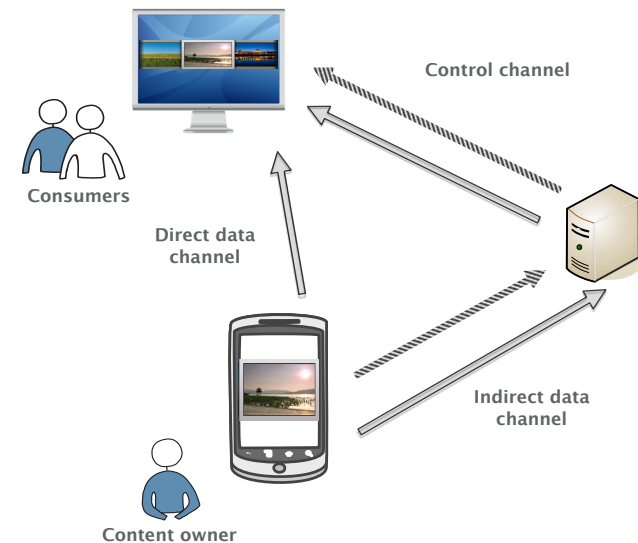 Control channel
Consumers
Direct data
channel
Indirect data
channel
Content owner